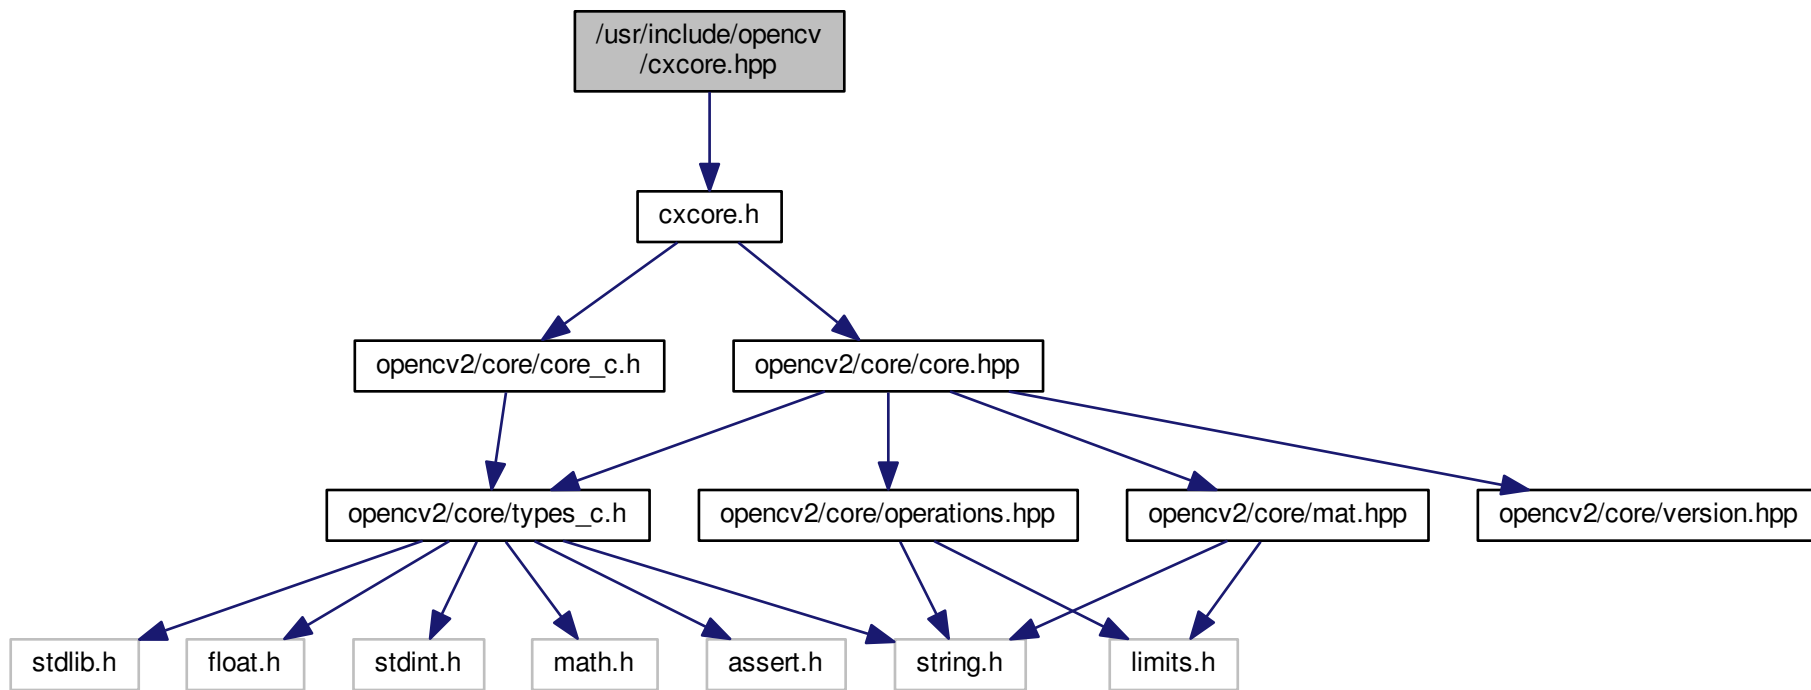 /usr/include/opencv
/cxcore.hpp
cxcore.h
opencv2/core/core_c.h
opencv2/core/core.hpp
opencv2/core/types_c.h
opencv2/core/operations.hpp
opencv2/core/mat.hpp
opencv2/core/version.hpp
stdlib.h
float.h
stdint.h
math.h
assert.h
string.h
limits.h